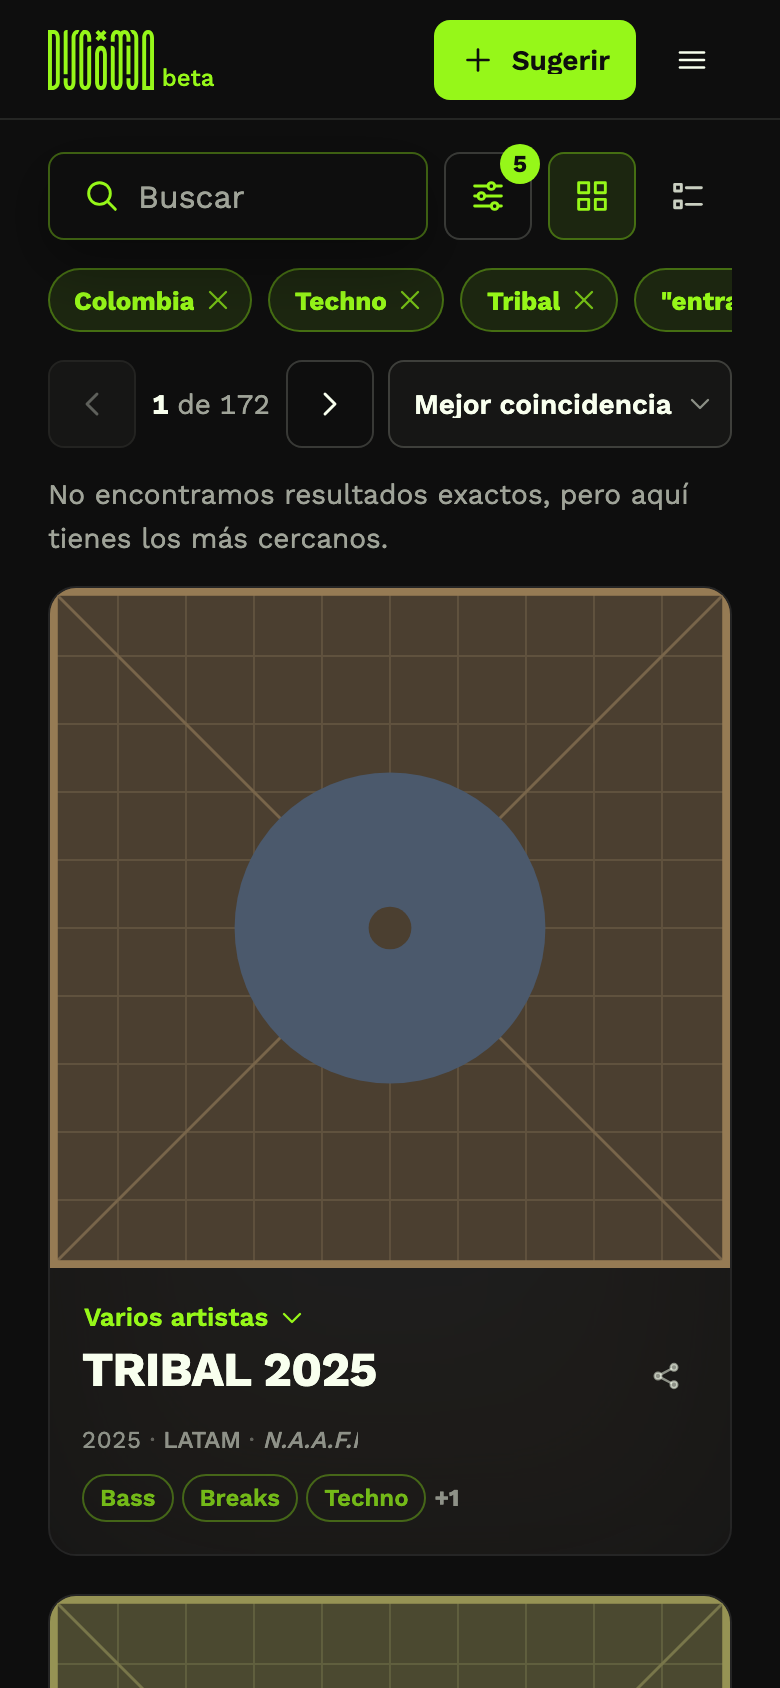 DISCÓMANO beta
Sugerir
Buscar
5
Colombia
Techno
Tribal
"entra
1 de 172
Mejor coincidencia
No encontramos resultados exactos, pero aquí
tienes los más cercanos.
Varios artistas
TRIBAL 2025
2025 · LATAM · N.A.A.F.I
Bass
Breaks
Techno
+1